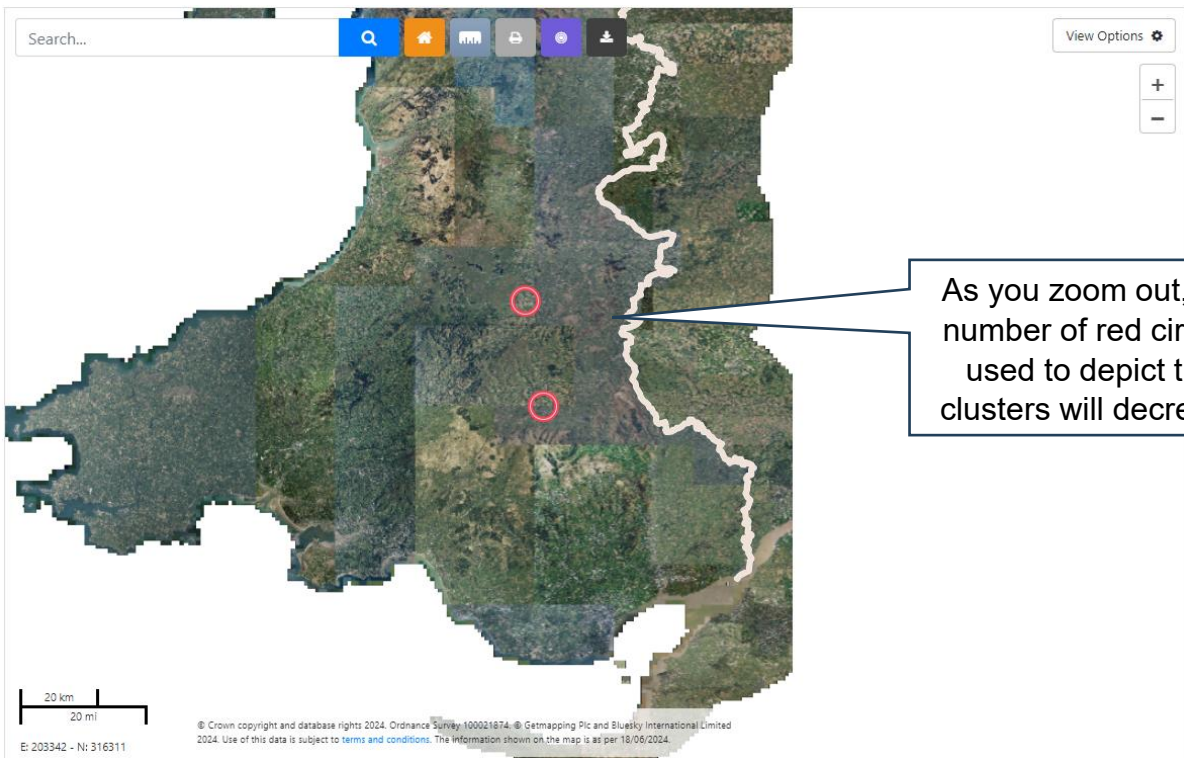 Search...
View Options
+
−
As you zoom out,
number of red cir
used to depict t
clusters will decre
20 km
20 mi
E: 203342 - N: 316311
© Crown copyright and database rights 2024. Ordnance Survey 100021874. © Getmapping Plc and Bluesky International Limited
2024. Use of this data is subject to terms and conditions. The information shown on the map is as per 18/06/2024.